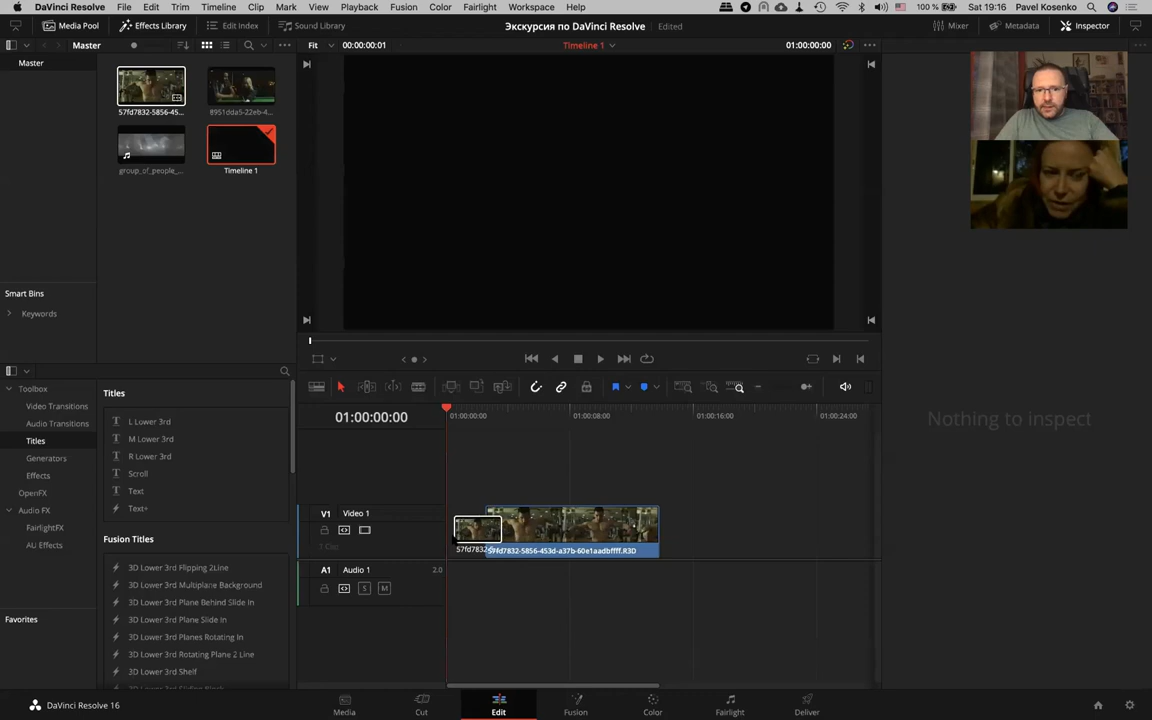 DaVinci Resolve File Edit Trim Timeline Clip Mark View Playback Fusion Color Fairlight Workspace Help 100 % Sat 19:16 Pavel Kosenko
Media Pool Effects Library Edit Index Sound Library Экскурсия по DaVinci Resolve Edited Mixer Metadata Inspector
Master Fit 00:00:00:01 Timeline 1 01:00:00:00
Master
57fd7832-5856-45... 8951dda5-22eb-4...
group_of_people_... Timeline 1
Smart Bins
Keywords
Toolbox
Video Transitions
Audio Transitions
Titles
Generators
Effects
OpenFX
Audio FX
FairlightFX
AU Effects
Favorites
Titles
L Lower 3rd
M Lower 3rd
R Lower 3rd
Scroll
Text
Text+
Fusion Titles
3D Lower 3rd Flipping 2Line
3D Lower 3rd Multiplane Background
3D Lower 3rd Plane Behind Slide In
3D Lower 3rd Plane Slide In
3D Lower 3rd Planes Rotating In
3D Lower 3rd Rotating Plane 2 Line
3D Lower 3rd Shelf
01:00:00:00 01:00:00:00 01:00:08:00 01:00:16:00 01:00:24:00
V1 Video 1
1 Clip
57fd7832 57fd7832-5856-453d-a37b-60e1aadbffff.R3D
A1 Audio 1 2.0
S M
Nothing to inspect
DaVinci Resolve 16 Media Cut Edit Fusion Color Fairlight Deliver